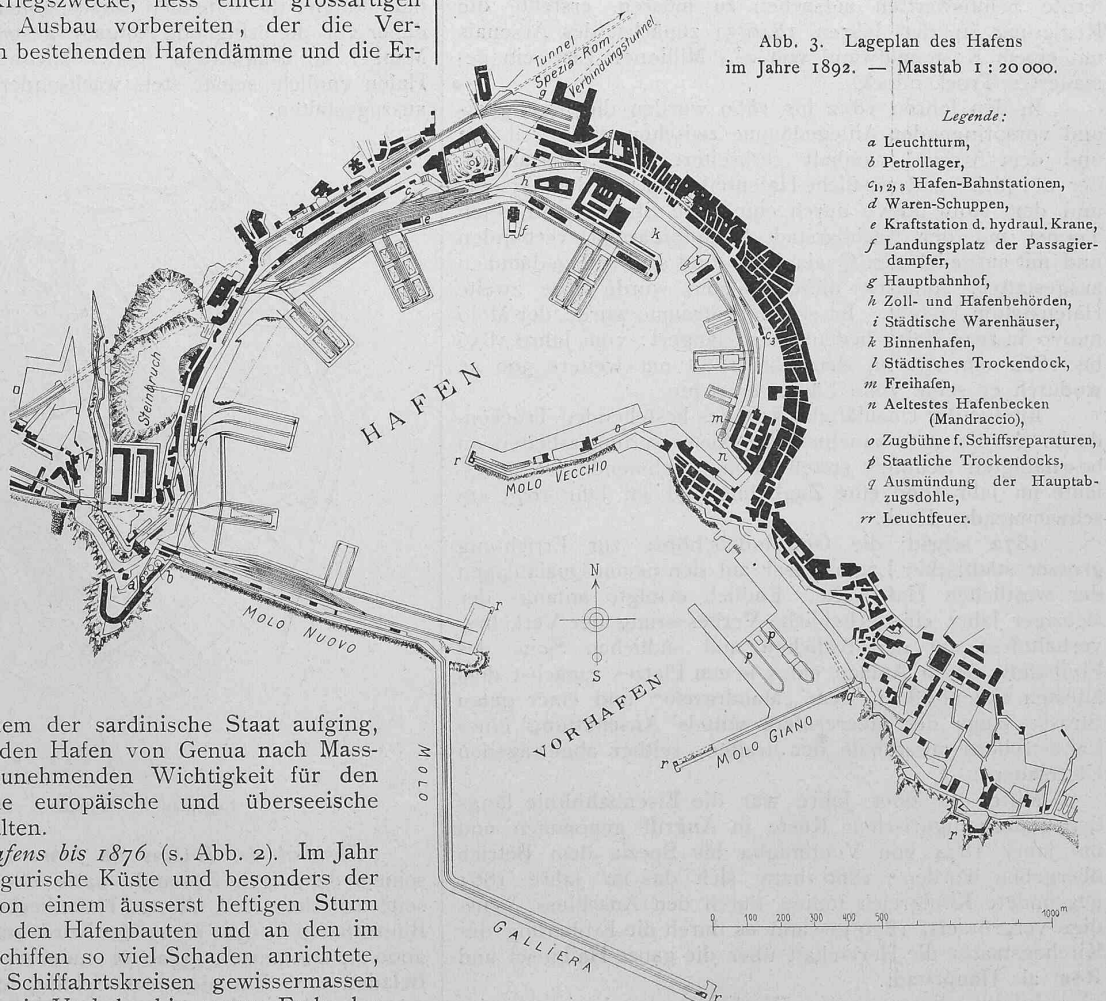 kriegszwecke, liess einen grossartigen
Ausbau vorbereiten, der die Ver-
bestehenden Hafendämme und die Er-
Abb. 3. Lageplan des Hafens
im Jahre 1892. — Masstab 1 : 20000.
Legende:
a Leuchtturm,
b Petrollager,
c1, 2, 3 Hafen-Bahnstationen,
d Waren-Schuppen,
e Kraftstation d. hydraul. Krane,
f Landungsplatz der Passagier-
dampfer,
g Hauptbahnhof,
h Zoll- und Hafenbehörden,
i Städtische Warenhäuser,
k Binnenhafen,
l Städtisches Trockendock,
m Freihafen,
n Aeltestes Hafenbecken
(Mandraccio),
o Zugbühne f. Schiffsreparaturen,
p Staatliche Trockendocks,
q Ausmündung der Hauptab-
zugsdohle,
rr Leuchtfeuer.
Tunnel
Spezia-Rom
Verbindungstunnel
g
c2
d
e
f
h
i
k
l
c3
Steinbruch
HAFEN
c1
m
n
o
r b
MOLO VECCHIO
a
b
MOLO NUOVO
r
N
S
p
p
VORHAFEN
q
r
MOLO GIANO
MOLO
GALLIERA
r
0 100 200 300 400 500 1000m
dem der sardinische Staat aufging,
den Hafen von Genua nach Mass-
zunehmenden Wichtigkeit für den
europäische und überseeische
lten.
afens bis 1876 (s. Abb. 2). Im Jahr
gurische Küste und besonders der
on einem äusserst heftigen Sturm
den Hafenbauten und an den im
schiffen so viel Schaden anrichtete,
Schiffahrtskreisen gewissermassen